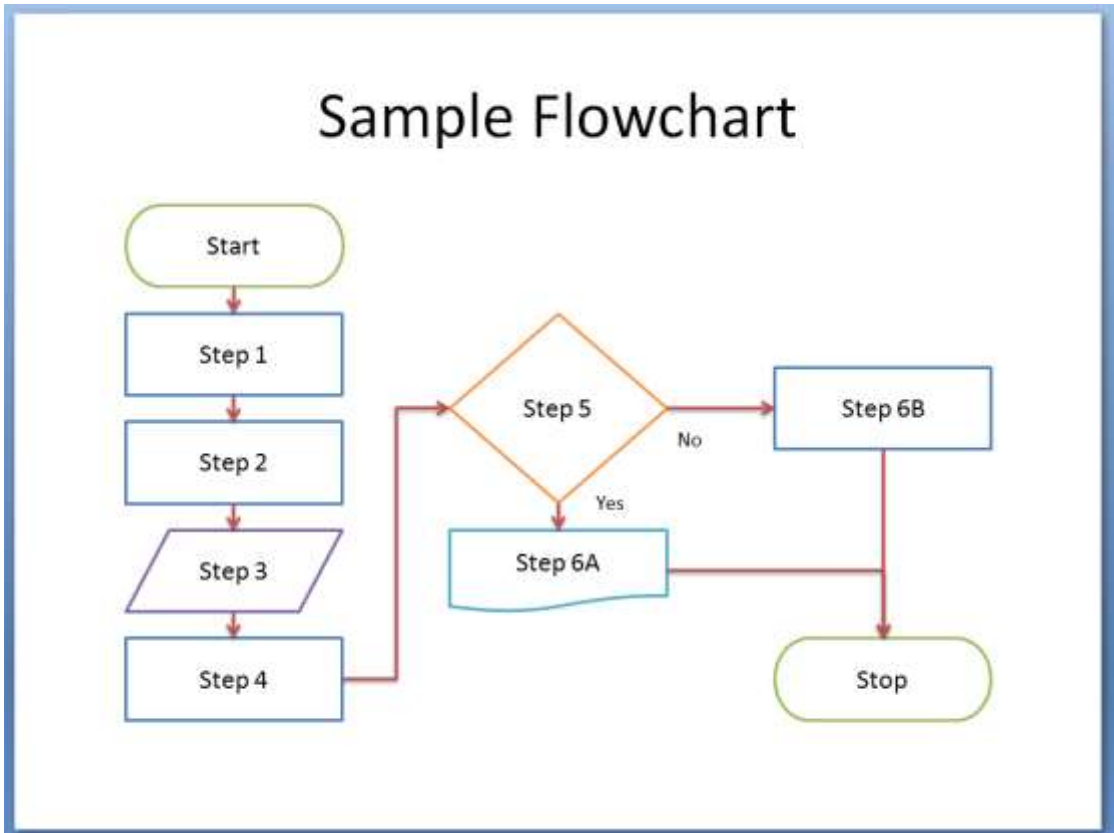 Sample Flowchart
Start
Step 1
Step 2
Step 3
Step 4
Step 5
No
Yes
Step 6A
Step 6B
Stop